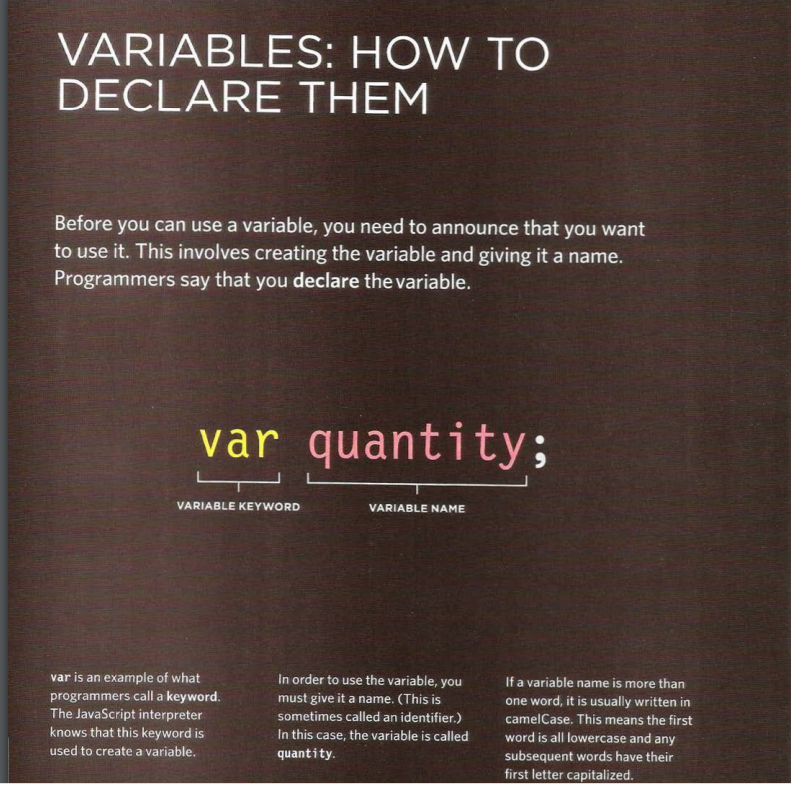 VARIABLES: HOW TO
DECLARE THEM
Before you can use a variable, you need to announce that you want
to use it. This involves creating the variable and giving it a name.
Programmers say that you declare the variable.
var quantity;
VARIABLE KEYWORD
VARIABLE NAME
var is an example of what
programmers call a keyword.
The JavaScript interpreter
knows that this keyword is
used to create a variable.
In order to use the variable, you
must give it a name. (This is
sometimes called an identifier.)
In this case, the variable is called
quantity.
If a variable name is more than
one word, it is usually written in
camelCase. This means the first
word is all lowercase and any
subsequent words have their
first letter capitalized.